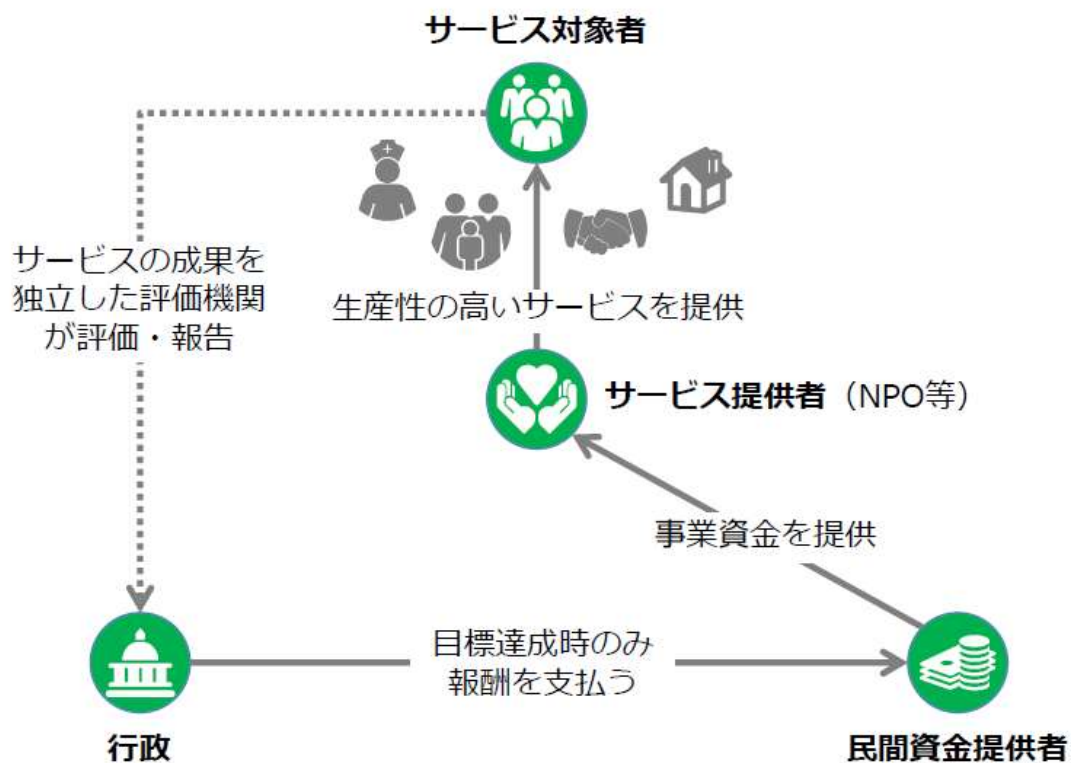 サービス対象者
サービスの成果を
独立した評価機関
が評価・報告
生産性の高いサービスを提供
サービス提供者（NPO等）
事業資金を提供
目標達成時のみ
報酬を支払う
行政
民間資金提供者